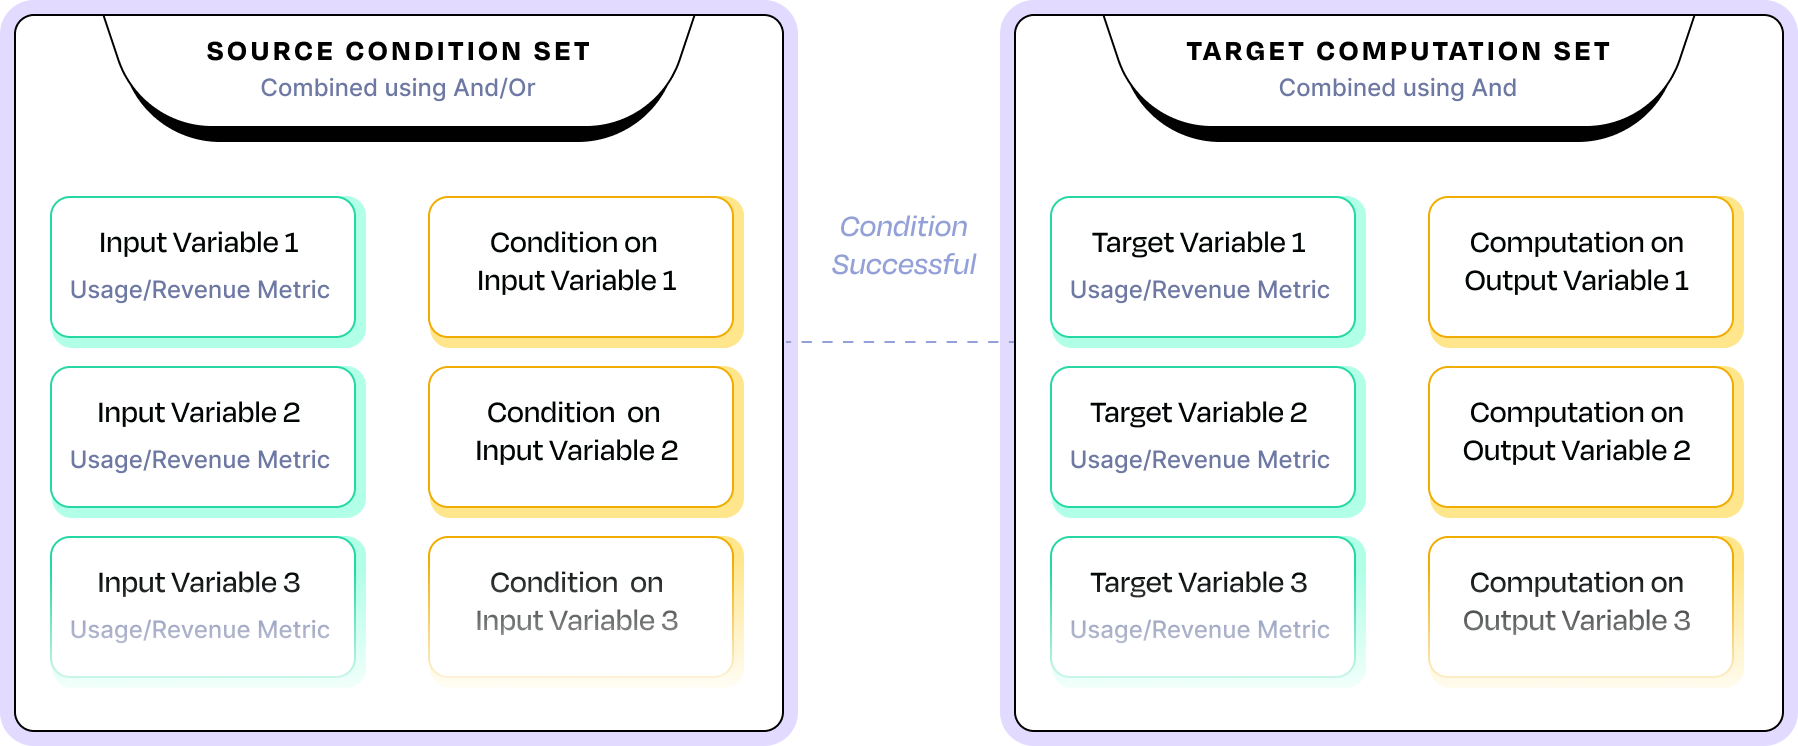 SOURCE CONDITION SET
Combined using And/Or
Input Variable 1
Usage/Revenue Metric
Condition on
Input Variable 1
Input Variable 2
Usage/Revenue Metric
Condition on
Input Variable 2
Input Variable 3
Usage/Revenue Metric
Condition on
Input Variable 3
Condition
Successful
TARGET COMPUTATION SET
Combined using And
Target Variable 1
Usage/Revenue Metric
Computation on
Output Variable 1
Target Variable 2
Usage/Revenue Metric
Computation on
Output Variable 2
Target Variable 3
Usage/Revenue Metric
Computation on
Output Variable 3